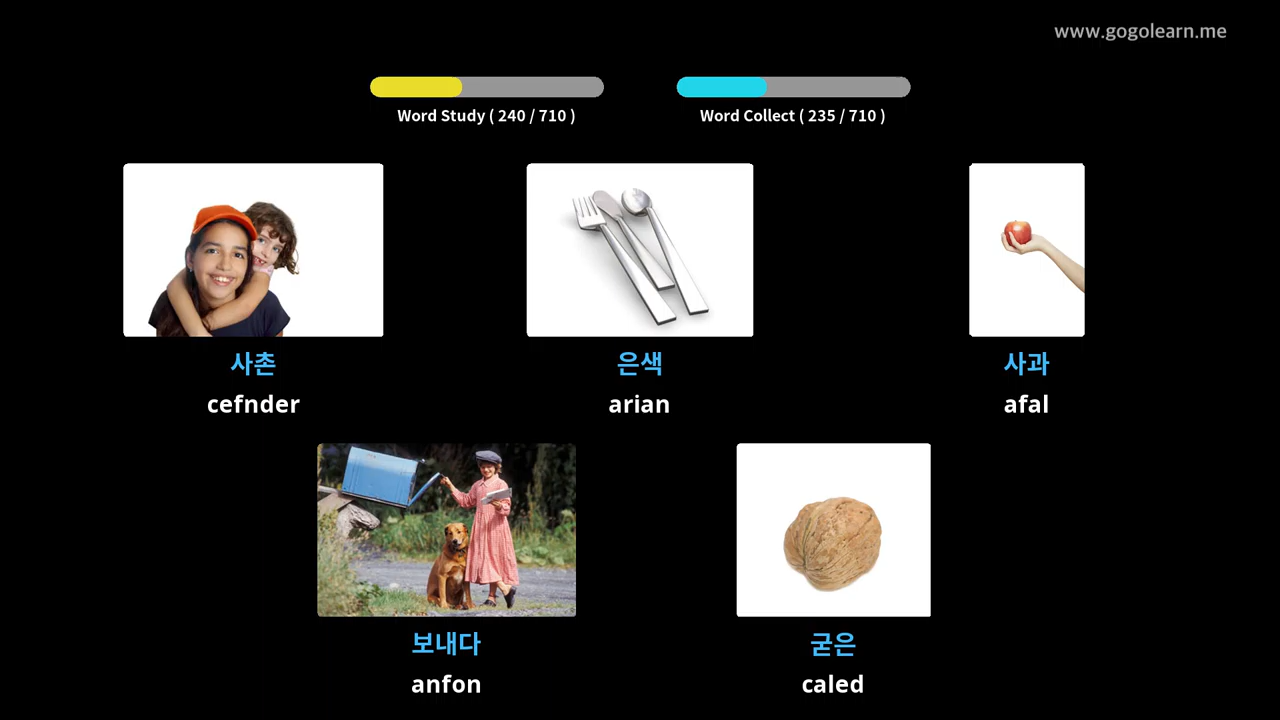 www.gogolearn.me
Word Study ( 240 / 710 )
Word Collect ( 235 / 710 )
사촌
cefnder
은색
arian
사과
afal
보내다
anfon
굳은
caled